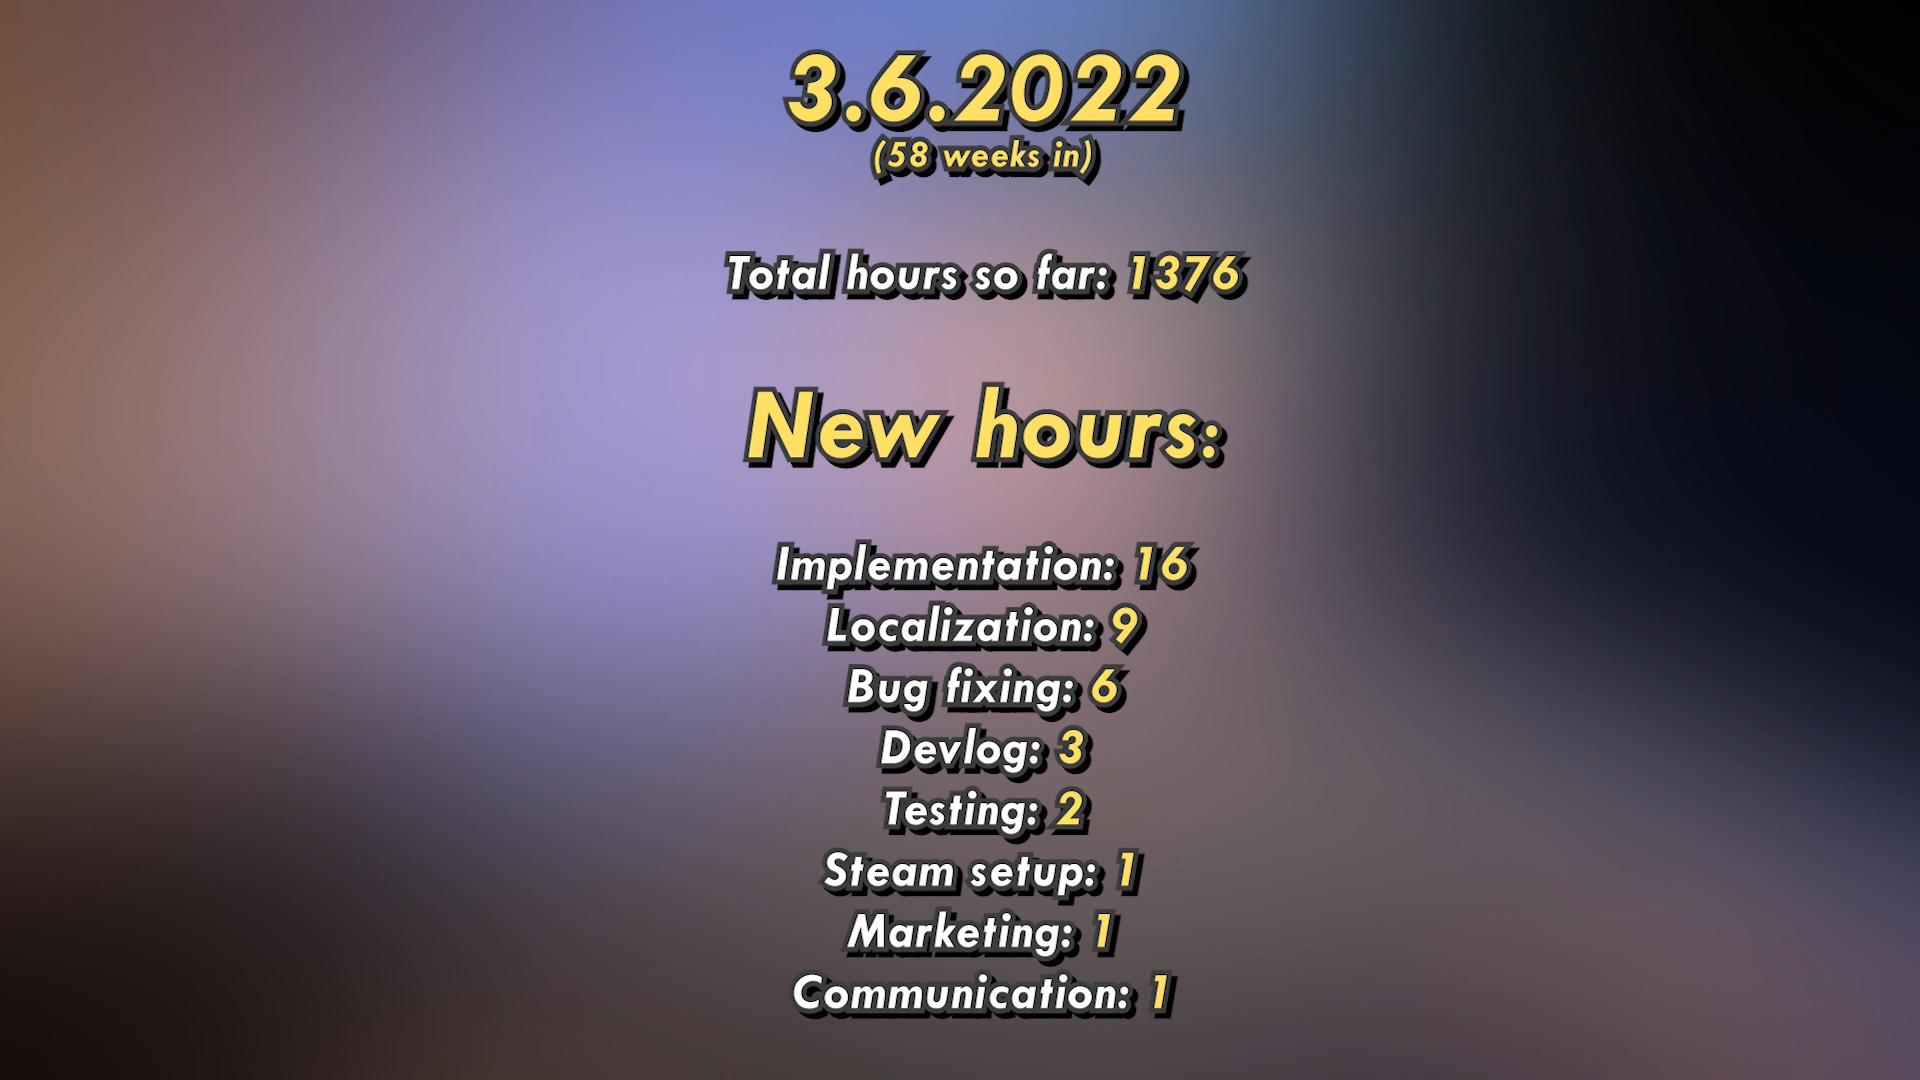 3.6.2022
(58 weeks in)
Total hours so far: 1376
New hours:
Implementation: 16
Localization: 9
Bug fixing: 6
Devlog: 3
Testing: 2
Steam setup: 1
Marketing: 1
Communication: 1